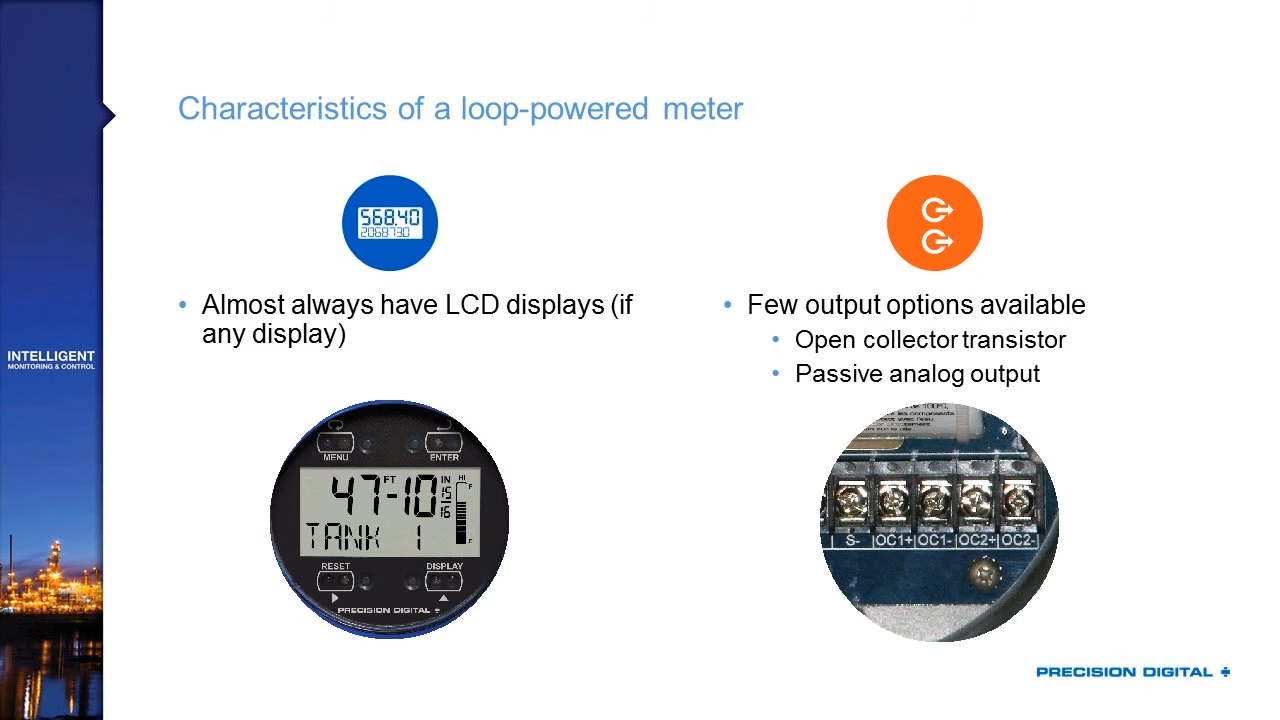 Characteristics of a loop-powered meter
568.40
2068730
• Almost always have LCD displays (if
any display)
• Few output options available
• Open collector transistor
• Passive analog output
INTELLIGENT
MONITORING & CONTROL
MENU
ENTER
47 FT -10 IN
HI
TANK 1
RESET
DISPLAY
PRECISION DIGITAL
S- OC1+ OC1- OC2+ OC2-
PRECISION DIGITAL